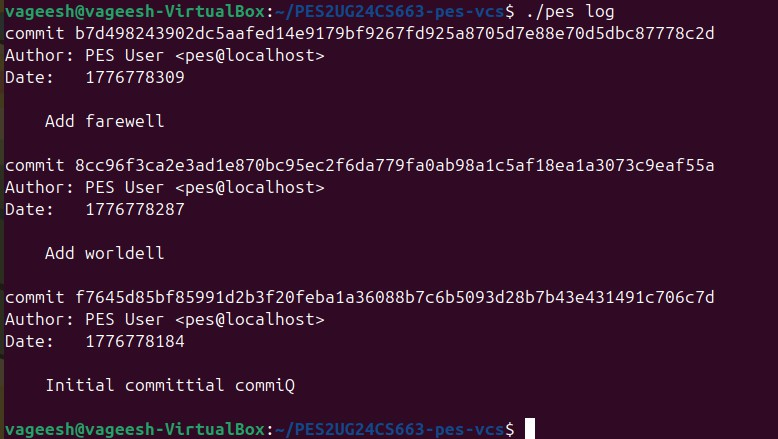 vageesh@vageesh-VirtualBox:~/PES2UG24CS663-pes-vcs$ ./pes log
commit b7d498243902dc5aafed14e9179bf9267fd925a8705d7e88e70d5dbc87778c2d
Author: PES User <pes@localhost>
Date:   1776778309
    Add farewell
commit 8cc96f3ca2e3ad1e870bc95ec2f6da779fa0ab98a1c5af18ea1a3073c9eaf55a
Author: PES User <pes@localhost>
Date:   1776778287
    Add worldell
commit f7645d85bf85991d2b3f20feba1a36088b7c6b5093d28b7b43e431491c706c7d
Author: PES User <pes@localhost>
Date:   1776778184
    Initial committial commiQ
vageesh@vageesh-VirtualBox:~/PES2UG24CS663-pes-vcs$